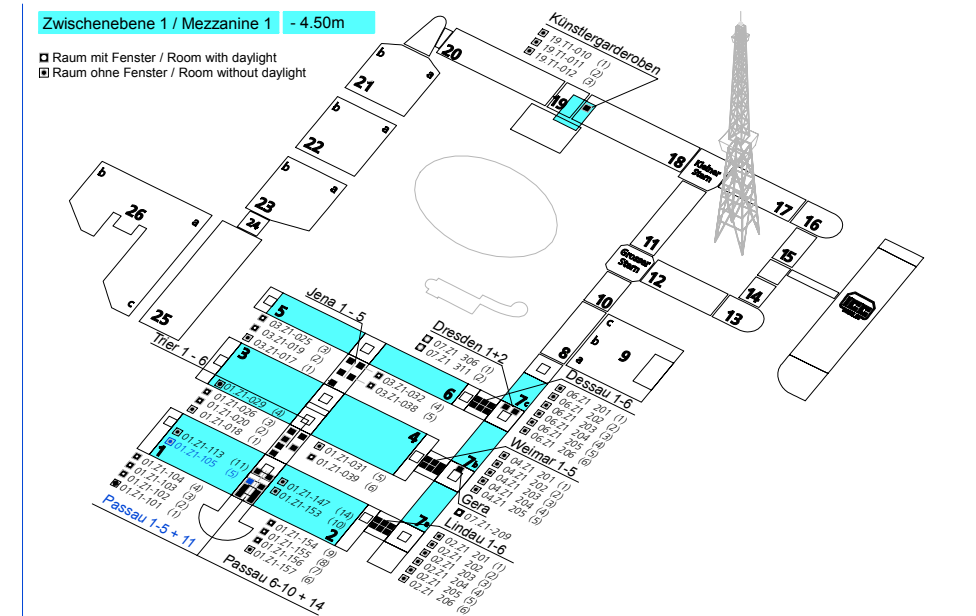 Zwischenebene 1 / Mezzanine 1 - 4.50m
Raum mit Fenster / Room with daylight
Raum ohne Fenster / Room without daylight
Künstlergarderoben
19.T1-010 (1)
19.T1-011 (2)
19.T1-012 (3)
20
b
21
a
19
b
22
a
18
Kleiner
Stern
b
23
a
17
16
b
26
a
c
24
25
11
Grosser
Stern
12
15
14
13
10
c
b
9
a
8
Jena 1 - 5
5
03.Z1-025 (3)
03.Z1-019 (2)
03.Z1-017 (1)
03.Z1-032 (4)
03.Z1-038 (5)
6
Dresden 1+2
07.Z1 306 (1)
07.Z1 311 (2)
7c
Trier 1 - 6
3
01.Z1-029 (4)
01.Z1-026 (3)
01.Z1-020 (2)
01.Z1-018 (1)
4
01.Z1-031 (5)
01.Z1-039 (6)
7b
Dessau 1-6
06.Z1 201 (1)
06.Z1 202 (2)
06.Z1 203 (3)
06.Z1 204 (4)
06.Z1 205 (5)
06.Z1 206 (6)
Weimar 1-5
04.Z1 201 (1)
04.Z1 202 (2)
04.Z1 203 (3)
04.Z1 204 (4)
04.Z1 205 (5)
Gera
07.Z1-209
1
01.Z1-113 (11)
01.Z1-105 (5)
01.Z1-104 (4)
01.Z1-103 (3)
01.Z1-102 (2)
01.Z1-101 (1)
Passau 1-5 + 11
01.Z1-147 (14)
01.Z1-153 (10)
2
01.Z1-154 (9)
01.Z1-155 (8)
01.Z1-156 (7)
01.Z1-157 (6)
Passau 6-10 + 14
7a
Lindau 1-6
02.Z1 201 (1)
02.Z1 202 (2)
02.Z1 203 (3)
02.Z1 204 (4)
02.Z1 205 (5)
02.Z1 206 (6)